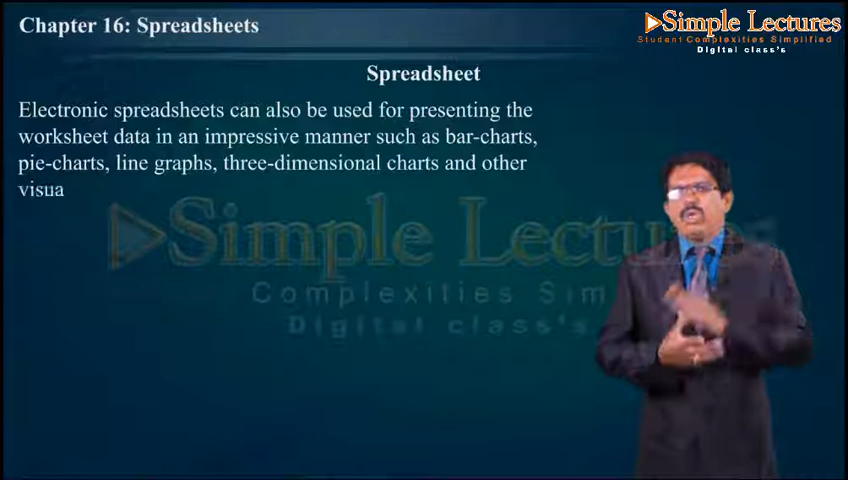 Chapter 16: Spreadsheets
Simple Lectures
Student Complexities Simplified
Digital class's
Spreadsheet
Electronic spreadsheets can also be used for presenting the
worksheet data in an impressive manner such as bar-charts,
pie-charts, line graphs, three-dimensional charts and other
visua
Simple Lectures
Complexities Sim
Digital class's